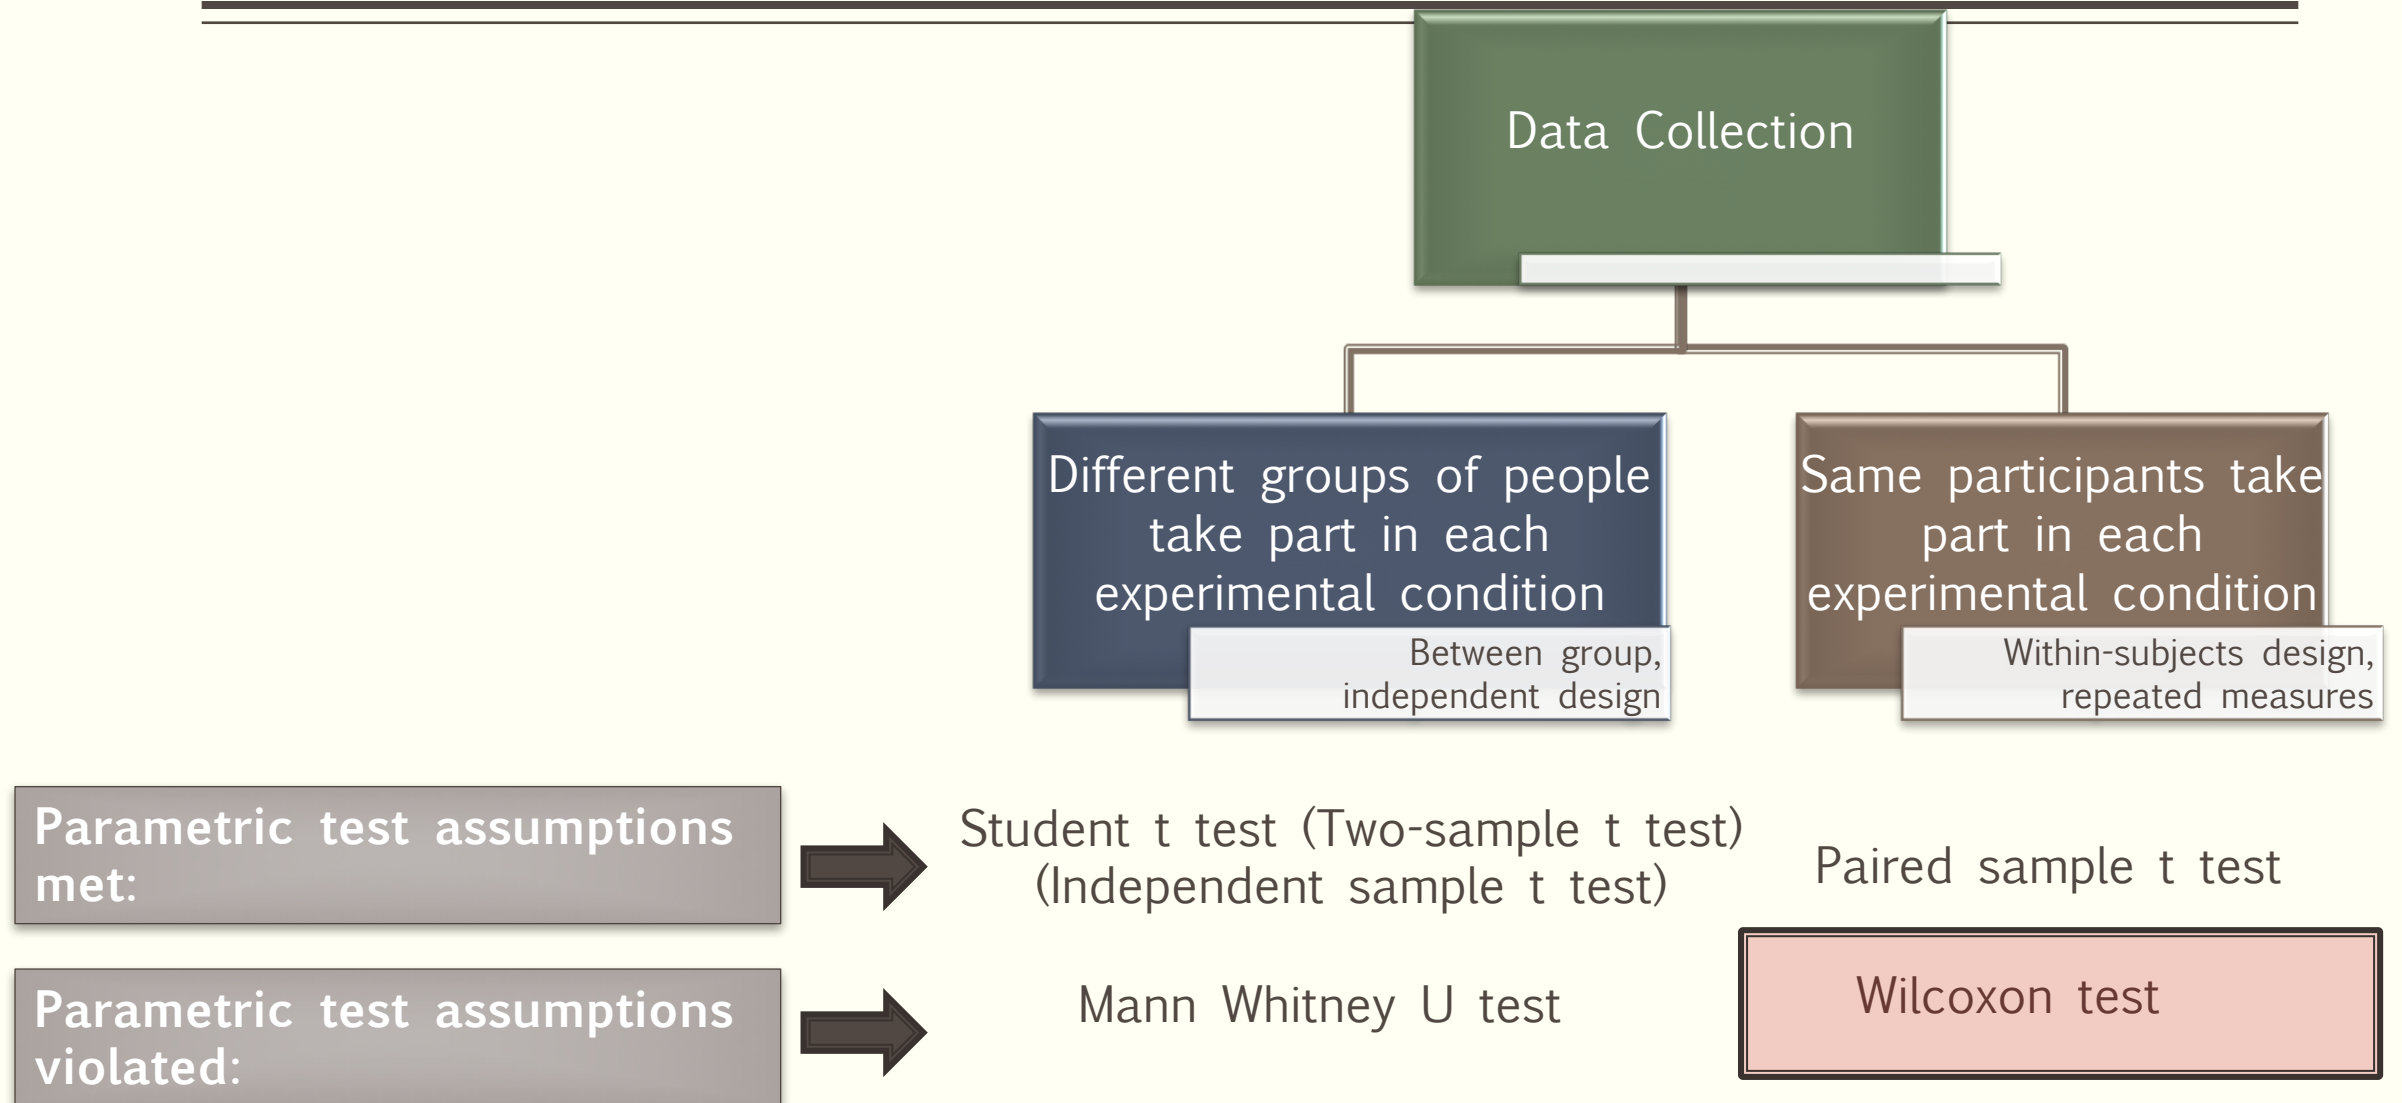 Data Collection
Different groups of people
take part in each
experimental condition
Between group,
independent design
Same participants take
part in each
experimental condition
Within-subjects design,
repeated measures
Parametric test assumptions
met:
Student t test (Two-sample t test)
(Independent sample t test)
Paired sample t test
Parametric test assumptions
violated:
Mann Whitney U test
Wilcoxon test